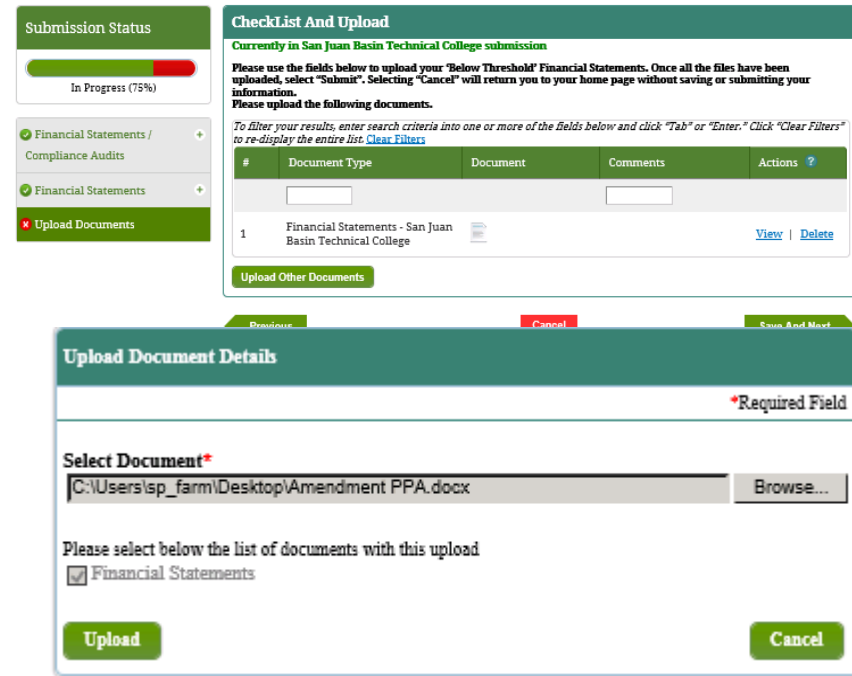 Submission Status
In Progress (75%)
Financial Statements / +
Compliance Audits
Financial Statements +
Upload Documents
CheckList And Upload
Currently in San Juan Basin Technical College submission
Please use the fields below to upload your ‘Below Threshold’ Financial Statements. Once all the files have been
uploaded, select “Submit”. Selecting “Cancel” will return you to your home page without saving or submitting your
information.
Please upload the following documents.
To filter your results, enter search criteria into one or more of the fields below and click “Tab” or “Enter.” Click “Clear Filters”
to re-display the entire list. Clear Filters
# Document Type Document Comments Actions ?
1 Financial Statements - San Juan View | Delete
Basin Technical College
Upload Other Documents
Previous Cancel Save And Next
Upload Document Details
*Required Field
Select Document*
C:\Users\sp_farm\Desktop\Amendment PPA.docx Browse...
Please select below the list of documents with this upload
Financial Statements
Upload Cancel